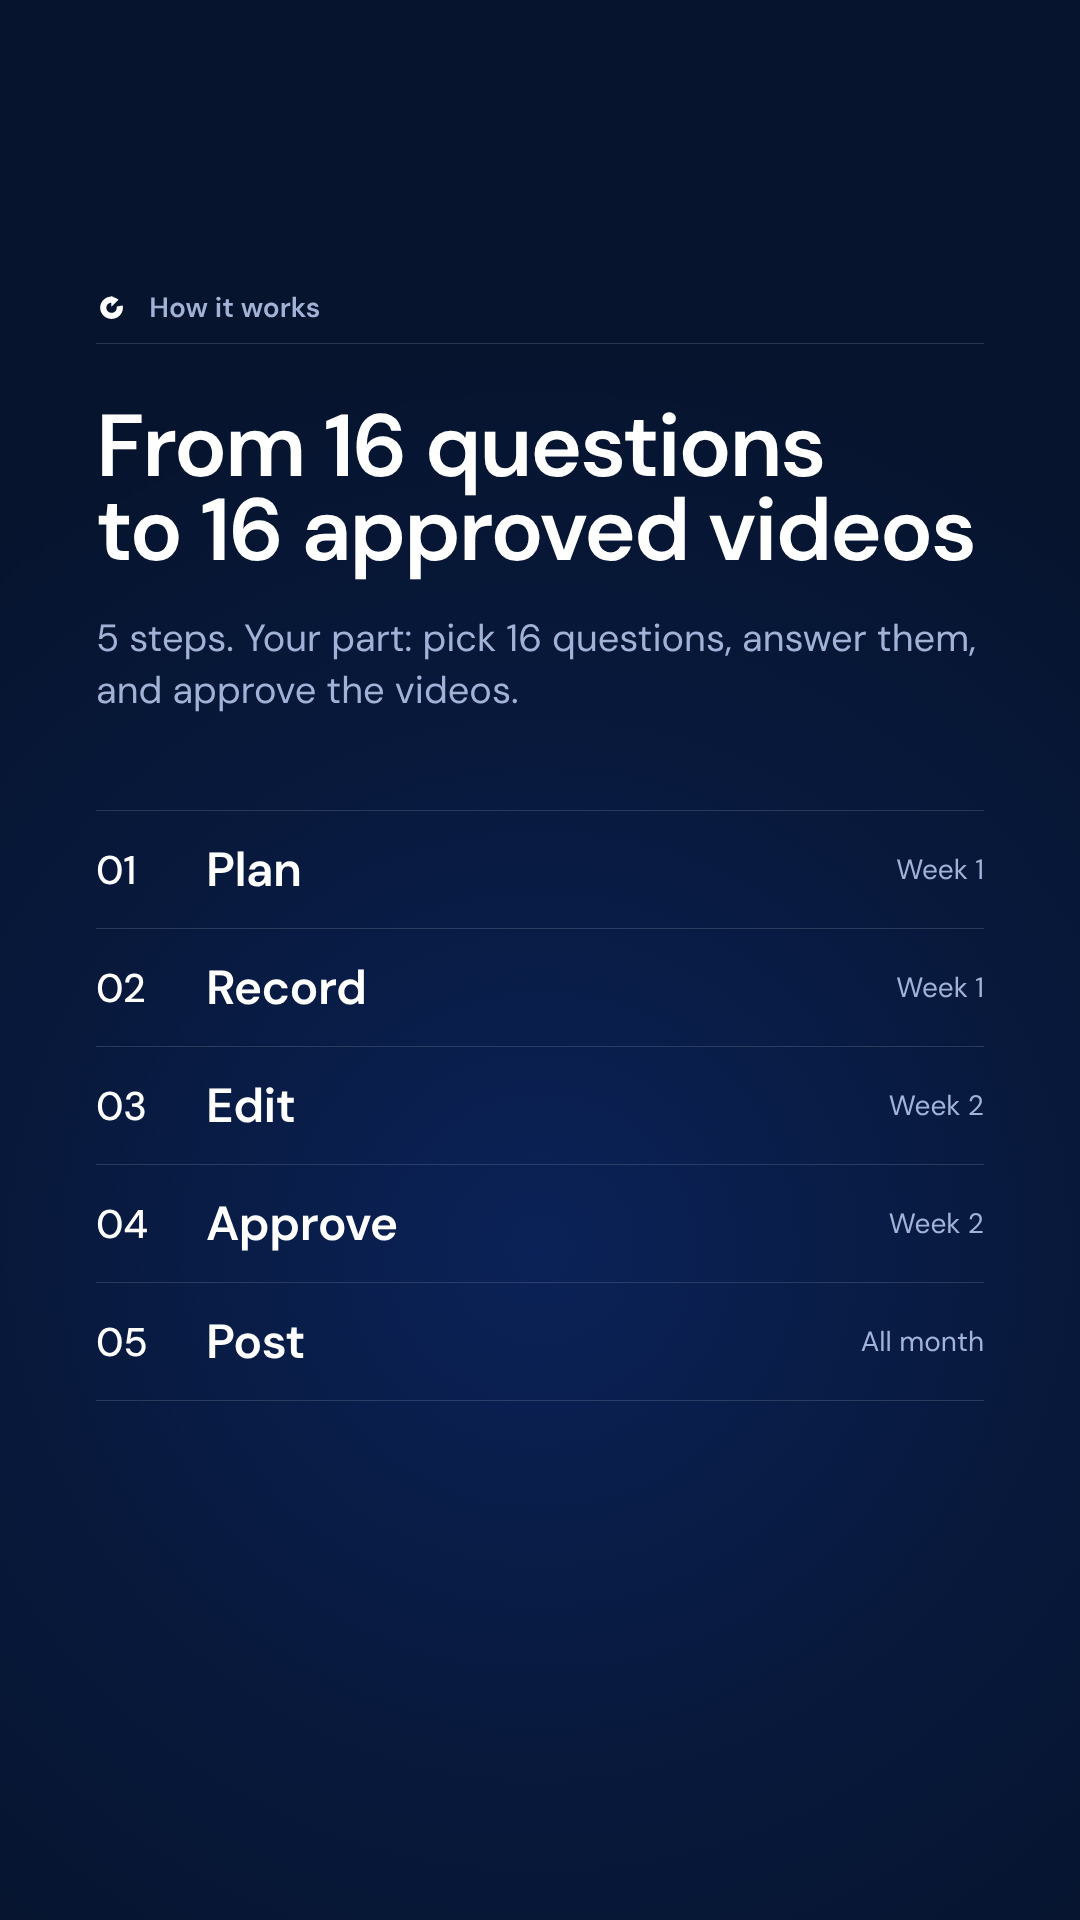 How it works
From 16 questions
to 16 approved videos
5 steps. Your part: pick 16 questions, answer them,
and approve the videos.
01 Plan Week 1
02 Record Week 1
03 Edit Week 2
04 Approve Week 2
05 Post All month